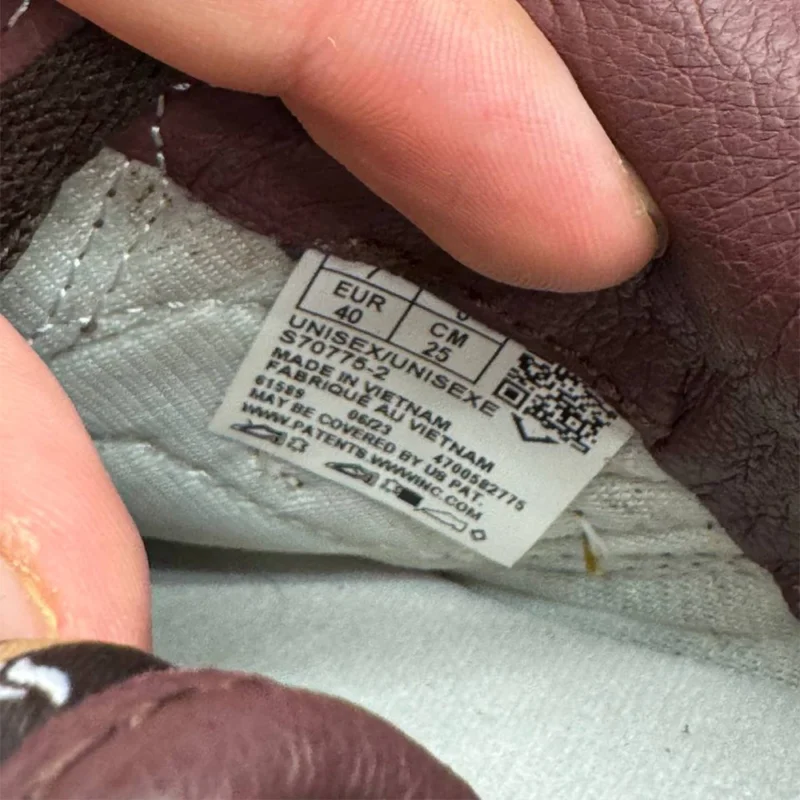 EUR CM
40 25
UNISEX/UNISEXE
S70775-2
MADE IN VIETNAM
FABRIQUÉ AU VIETNAM
61589 06/23 4700582775
MAY BE COVERED BY US PAT.
WWW.PATENTS.WWWINC.COM